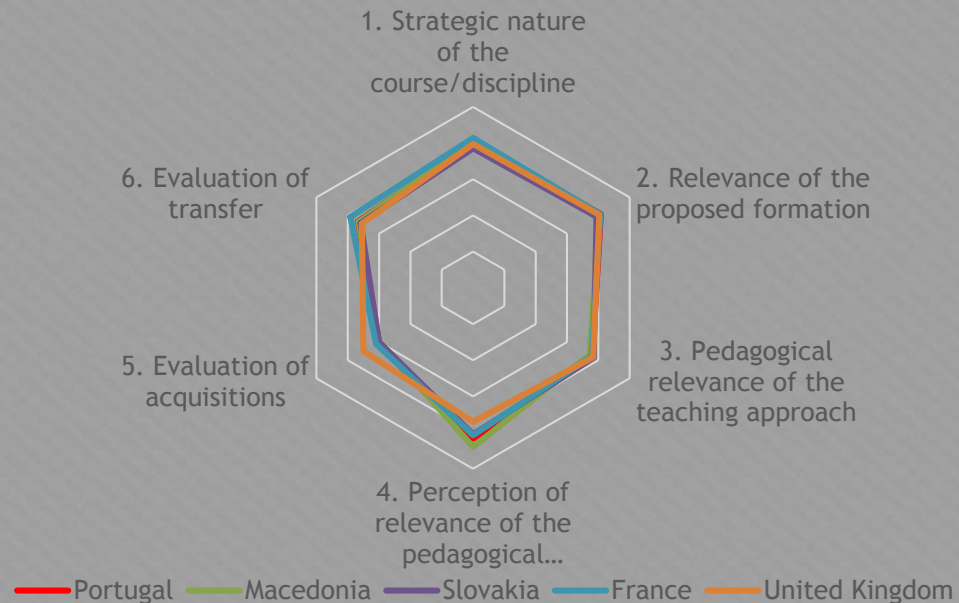 1. Strategic nature
of the
course/discipline
2. Relevance of the
proposed formation
3. Pedagogical
relevance of the
teaching approach
4. Perception of
relevance of the
pedagogical…
5. Evaluation of
acquisitions
6. Evaluation of
transfer
Portugal Macedonia Slovakia France United Kingdom